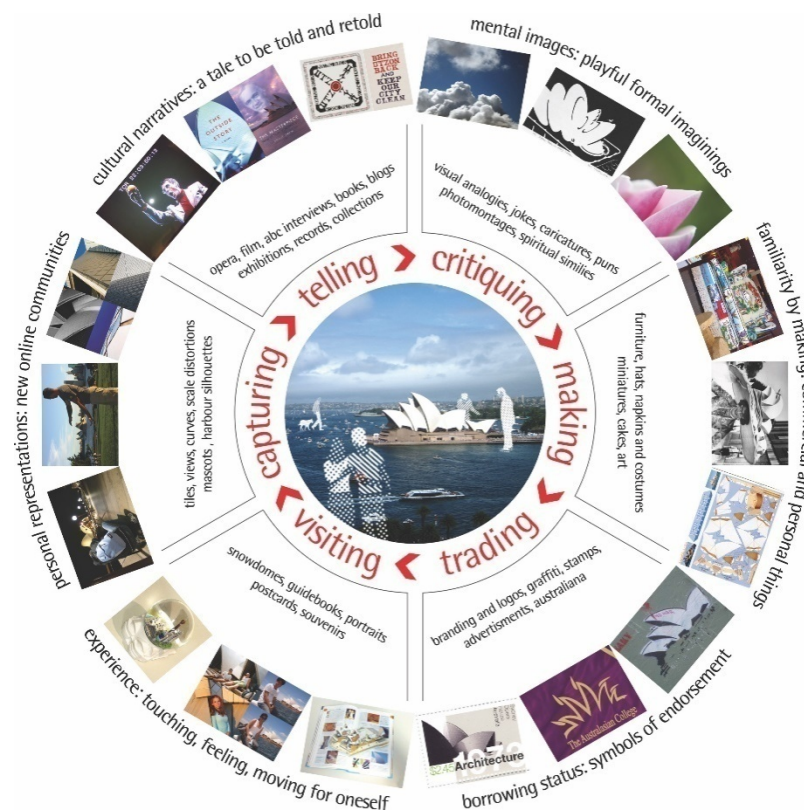 cultural narratives: a tale to be told and retold
mental images: playful formal imaginings
familiarity by making:
and personal things
borrowing status: symbols of endorsement
experience: touching, feeling, moving for oneself
personal representations: new online communities
opera, film, abc interviews, books, blogs
exhibitions, records, collections
visual analogies, jokes, caricatures, puns
photomontages, spiritual similies
furniture, hats, napkins and costumes
miniatures, cakes, art
branding and logos, graffiti, stamps,
advertisments, australiana
snowdomes, guidebooks, portraits
postcards, souvenirs
tiles, views, curves, scale distortions
mascots , harbour silhouettes
telling
critiquing
making
trading
visiting
capturing
BRING
UTZON
BACK
AND
KEEP
OUR
CITY
CLEAN
THE
OUTSIDE
STORY
The Australasian College
1973
$2.45 Architecture